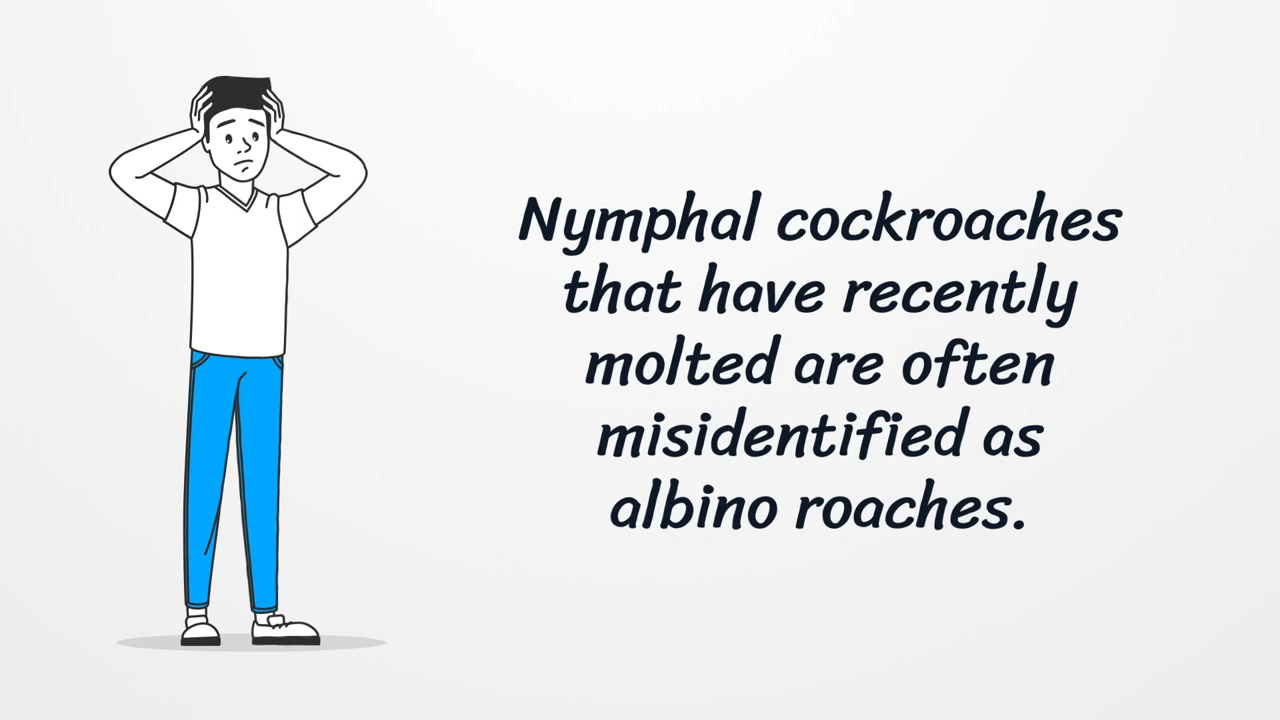 Nymphal cockroaches
that have recently
molted are often
misidentified as
albino roaches.